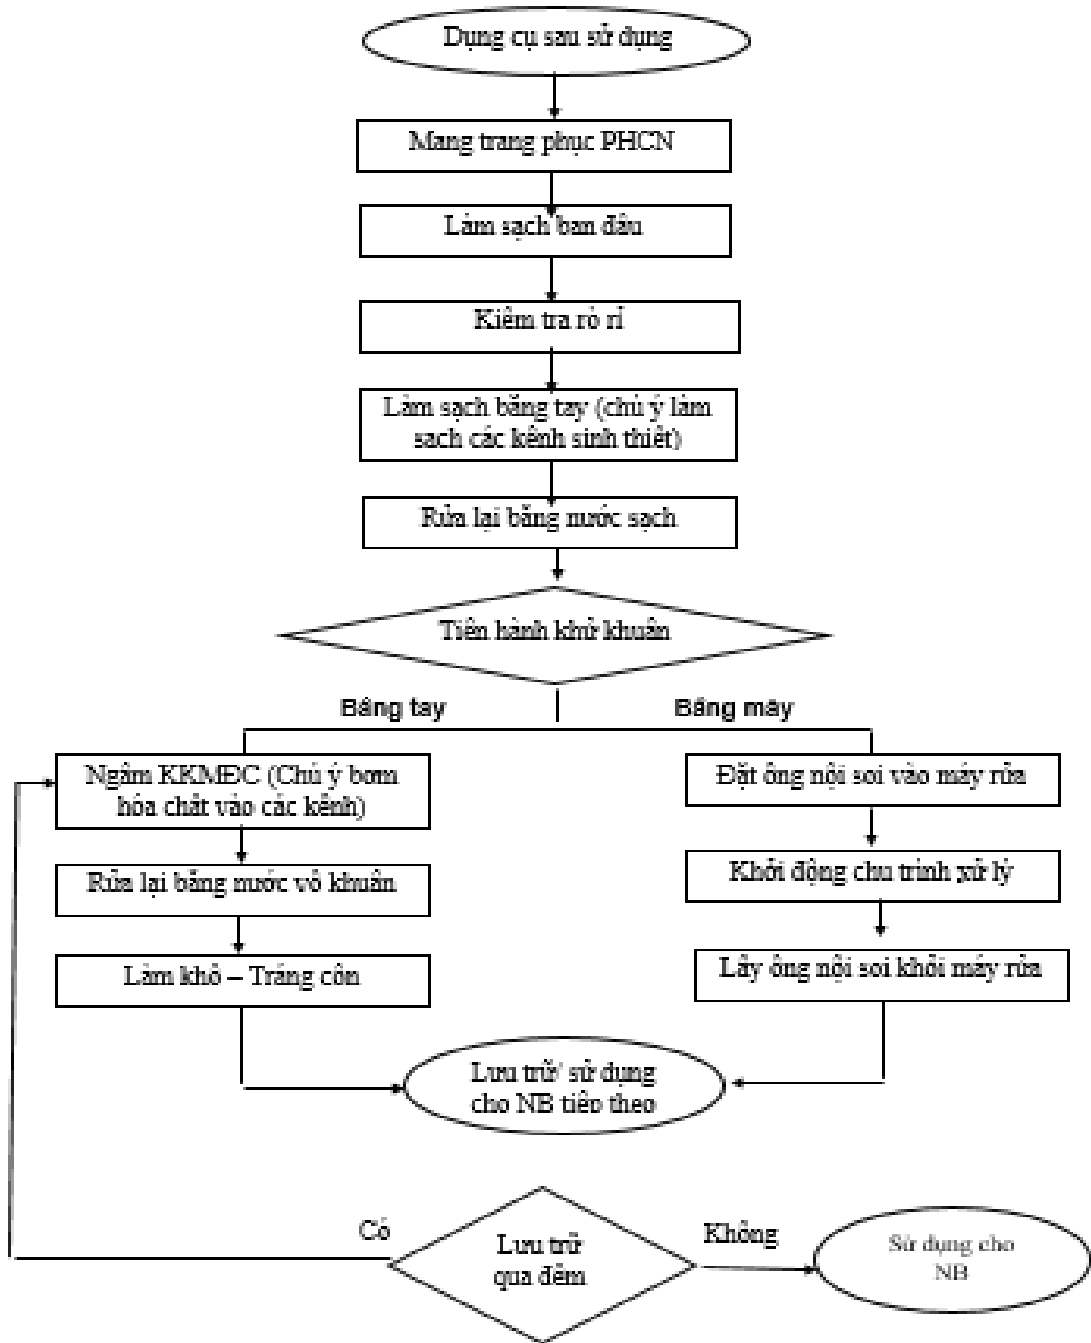 Dụng cụ sau sử dụng
Mang trang phục PHCN
Làm sạch ban đầu
Kiểm tra rò rỉ
Làm sạch bằng tay (chú ý làm
sạch các kênh sinh thiết)
Rửa lại bằng nước sạch
Tiến hành khử khuẩn
Bằng tay
Bằng máy
Ngâm KKMĐC (Chú ý bơm
hóa chất vào các kênh)
Đặt ống nội soi vào máy rửa
Rửa lại bằng nước vô khuẩn
Khởi động chu trình xử lý
Làm khô – Tráng cồn
Lấy ống nội soi khỏi máy rửa
Lưu trữ/ sử dụng
cho NB tiếp theo
Có
Không
Lưu trữ
qua đêm
Sử dụng cho
NB